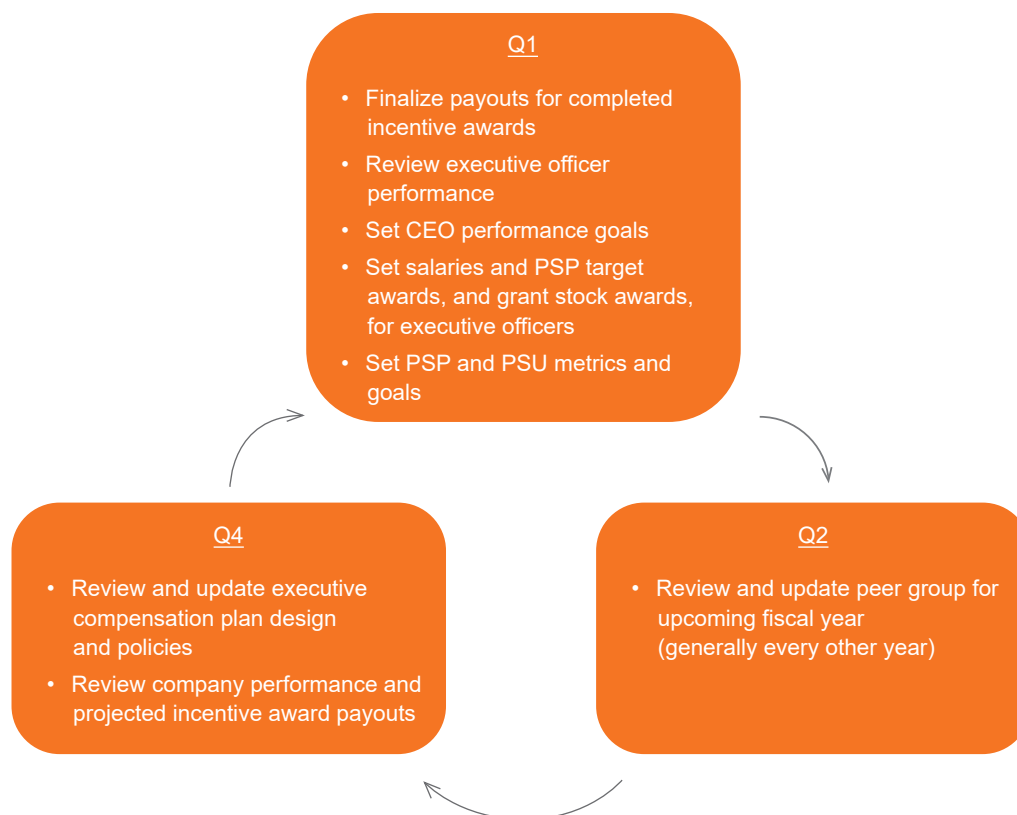 Q1
• Finalize payouts for completed
incentive awards
• Review executive officer
performance
• Set CEO performance goals
• Set salaries and PSP target
awards, and grant stock awards,
for executive officers
• Set PSP and PSU metrics and
goals
Q4
• Review and update executive
compensation plan design
and policies
• Review company performance and
projected incentive award payouts
Q2
• Review and update peer group for
upcoming fiscal year
(generally every other year)